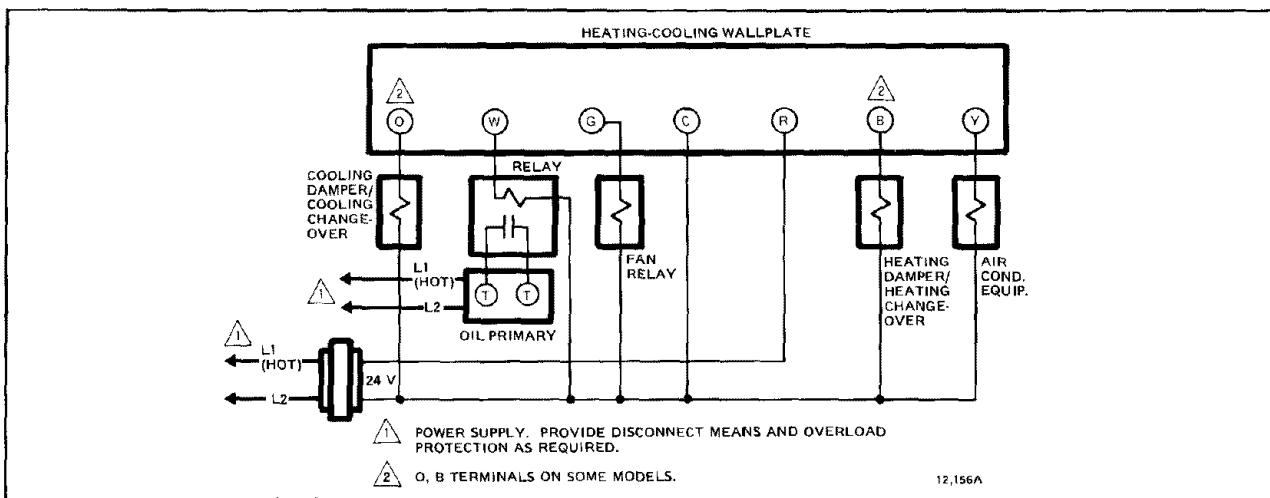 HEATING-COOLING WALLPLATE
2
2
O
W
G
C
R
B
Y
RELAY
COOLING
DAMPER/
COOLING
CHANGE-
OVER
FAN
RELAY
HEATING
DAMPER/
HEATING
CHANGE-
OVER
AIR
COND.
EQUIP.
L1
(HOT)
1
L2
T
T
OIL PRIMARY
1
L1
(HOT)
24 V
L2
1 POWER SUPPLY. PROVIDE DISCONNECT MEANS AND OVERLOAD
PROTECTION AS REQUIRED.
2 O, B TERMINALS ON SOME MODELS.
12,156A